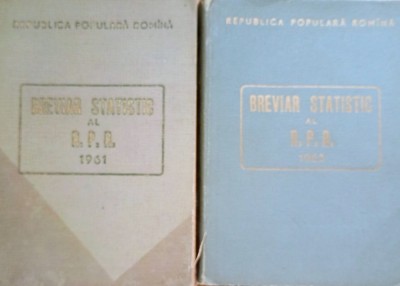 REPUBLICA POPULARĂ ROMÎNĂ
BREVIAR STATISTIC
AL
R. P. R.
1961
REPUBLICA POPULARĂ ROMÎNĂ
BREVIAR STATISTIC
AL
R. P. R.